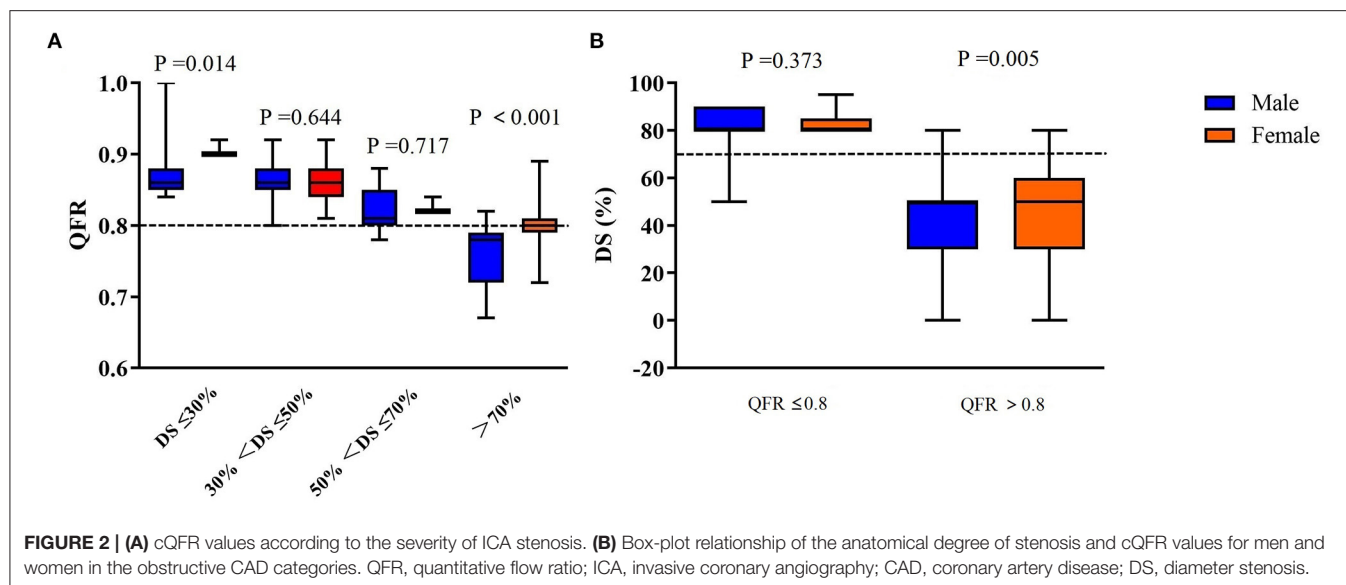 A
P =0.014
P =0.644
P =0.717
P <0.001
1.0
0.9
0.8
0.7
0.6
QFR
DS ≤30%
30% <DS ≤50%
50% <DS ≤70%
>70%
B
P =0.373
P =0.005
100
80
60
40
20
0
-20
DS (%)
QFR ≤0.8
QFR > 0.8
Male
Female
FIGURE 2 | (A) cQFR values according to the severity of ICA stenosis. (B) Box-plot relationship of the anatomical degree of stenosis and cQFR values for men and
women in the obstructive CAD categories. QFR, quantitative flow ratio; ICA, invasive coronary angiography; CAD, coronary artery disease; DS, diameter stenosis.